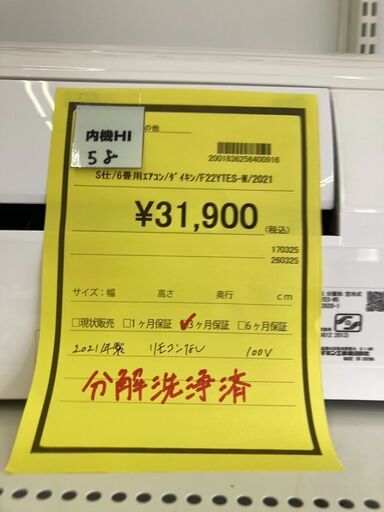 内機HI
58
の他
2001836256400916
S仕/6畳用ｴｱｺﾝ/ﾀﾞｲｷﾝ/F22YTES-W/2021
¥31,900
(税込)
170325
260325
サイズ:幅 高さ 奥行 cm
□現状販売 □1ヶ月保証 ✓3ヶ月保証 □6ヶ月保証
2021年製 リモコンなし 100V
分解洗浄済